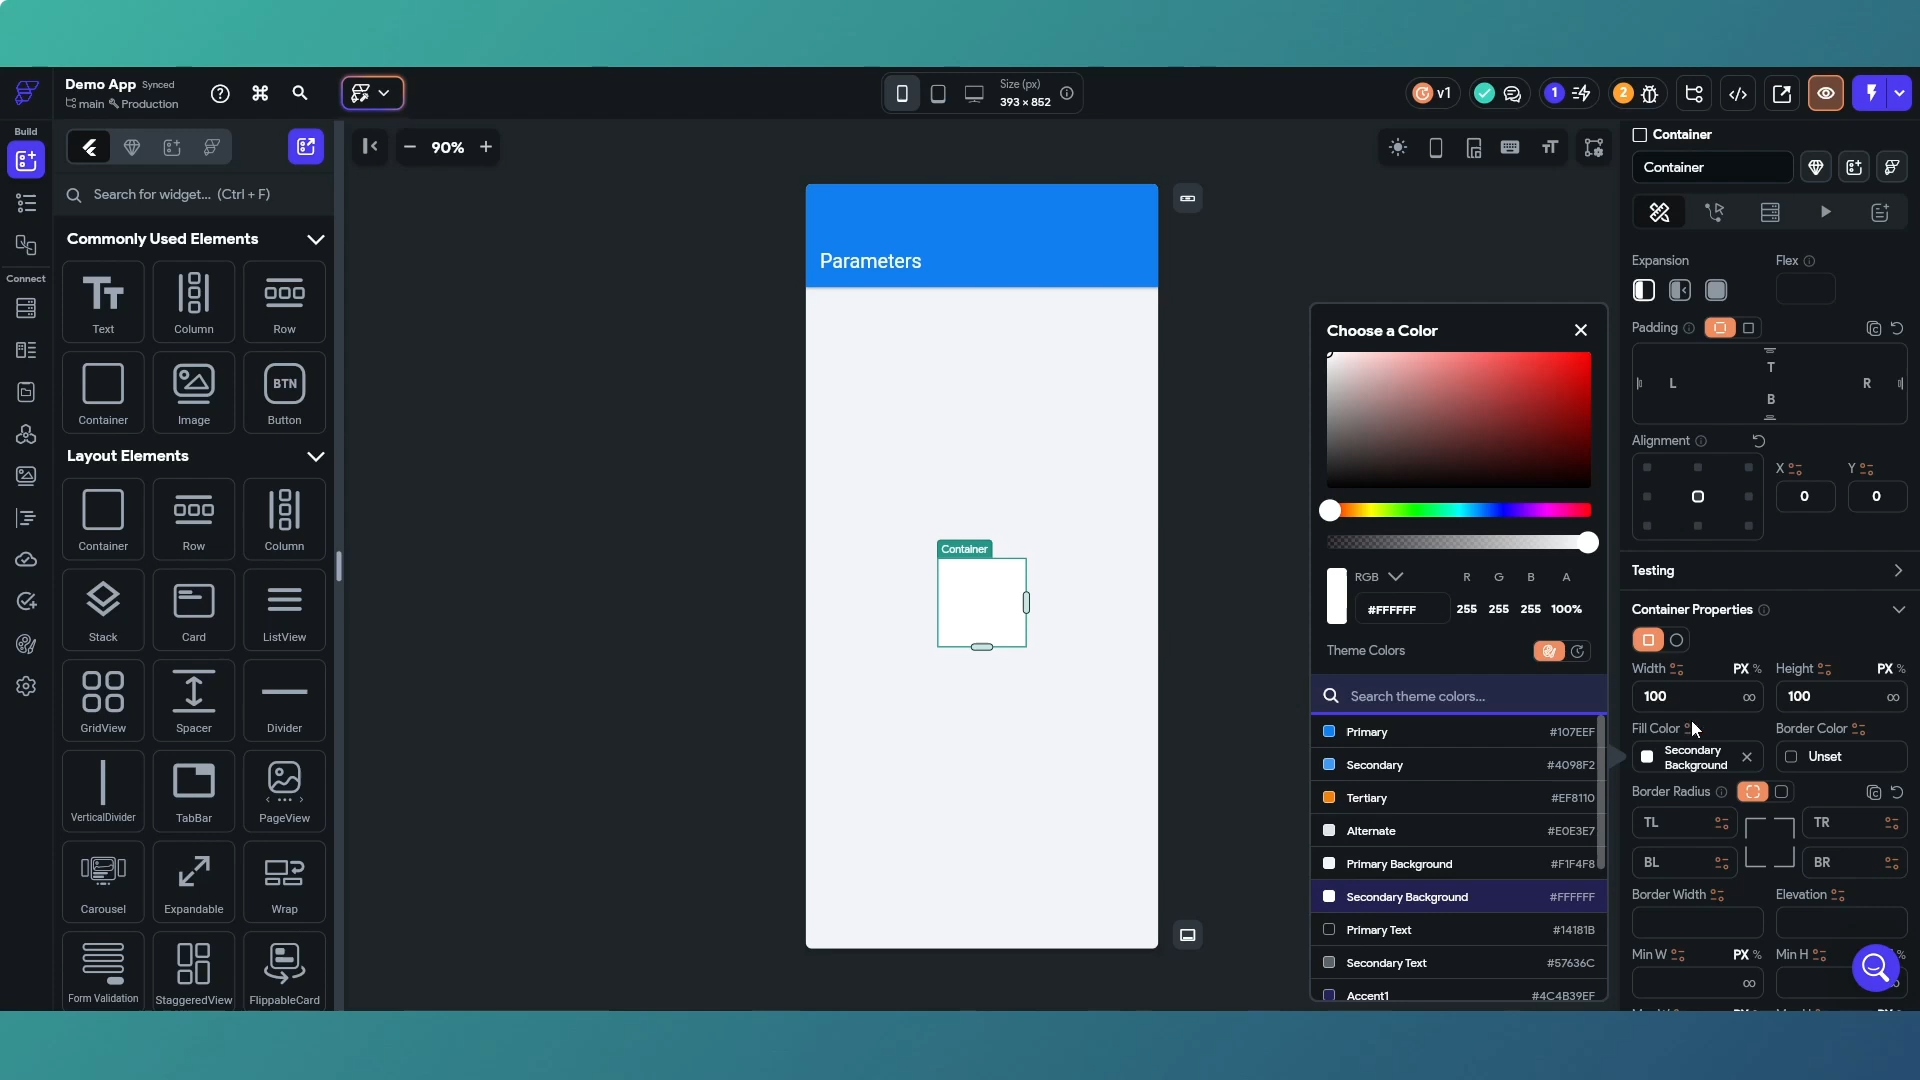 Demo App Synced
main Production
Size (px)
393 × 852
v1
1
2
Build
Connect
90%
Search for widget... (Ctrl + F)
Commonly Used Elements
Text
Column
Row
Container
Image
BTN
Button
Layout Elements
Container
Row
Column
Stack
Card
ListView
GridView
Spacer
Divider
VerticalDivider
TabBar
PageView
Carousel
Expandable
Wrap
Form Validation
StaggeredView
FlippableCard
Parameters
Container
Choose a Color
RGB R G B A
#FFFFFF 255 255 255 100%
Theme Colors
Search theme colors...
Primary #107EEF
Secondary #4098F2
Tertiary #EF8110
Alternate #E0E3E7
Primary Background #F1F4F8
Secondary Background #FFFFFF
Primary Text #14181B
Secondary Text #57636C
Accent1 #4C4B39EF
Container
Container
Expansion Flex
Padding
T
L R
B
Alignment
X Y
0 0
Testing
Container Properties
Width PX % Height PX %
100 100
Fill Color Border Color
Secondary Background Unset
Border Radius
TL TR
BL BR
Border Width Elevation
Min W PX % Min H %